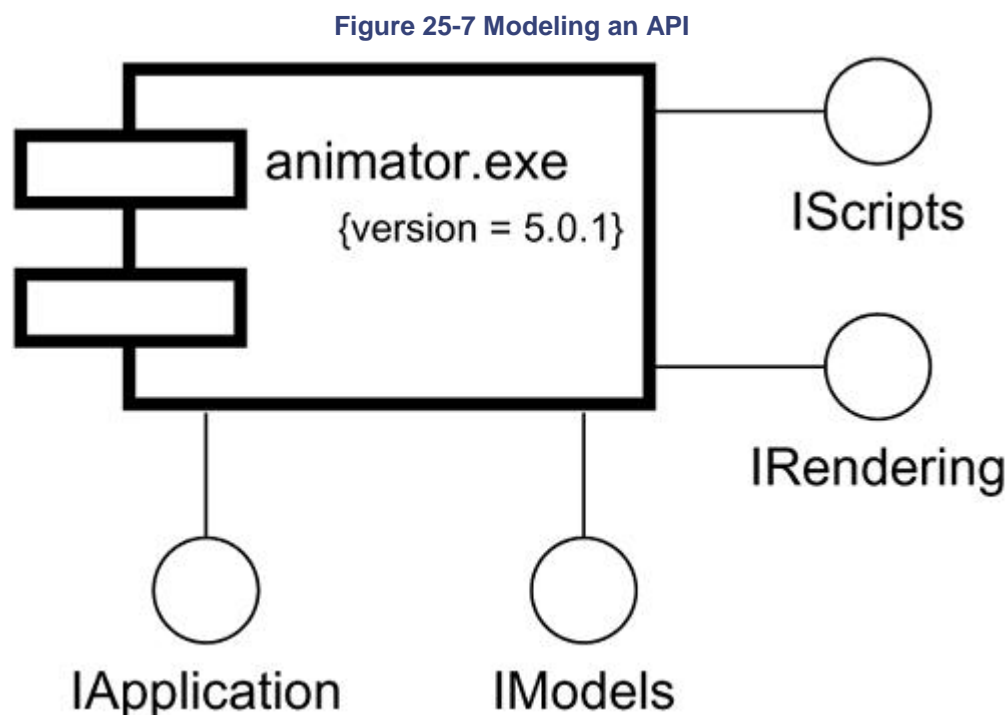 Figure 25-7 Modeling an API
animator.exe
{version = 5.0.1}
IScripts
IRendering
IApplication
IModels